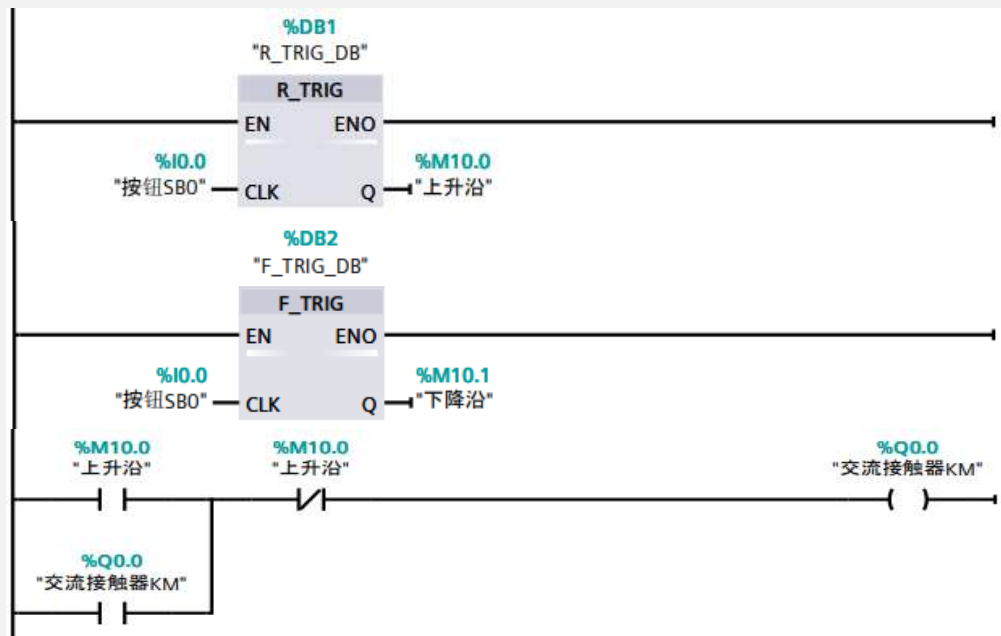 %DB1
"R_TRIG_DB"
R_TRIG
EN ENO
%I0.0 %M10.0
"按钮SB0" CLK Q "上升沿"
%DB2
"F_TRIG_DB"
F_TRIG
EN ENO
%I0.0 %M10.1
"按钮SB0" CLK Q "下降沿"
%M10.0 %M10.0 %Q0.0
"上升沿" "上升沿" "交流接触器KM"
%Q0.0
"交流接触器KM"